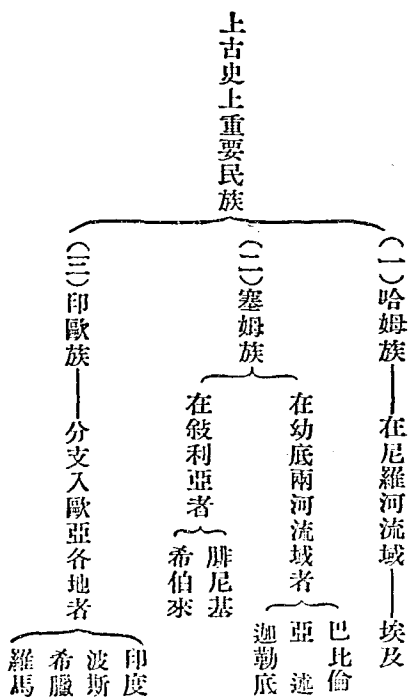 上古史上重要民族
(一)哈姆族——在尼羅河流域——埃及
(二)塞姆族
在幼底兩河流域者
巴比倫
亞述
迦勒底
在敍利亞者
腓尼基
希伯來
(三)印歐族——分支入歐亞各地者
印度
波斯
希臘
羅馬